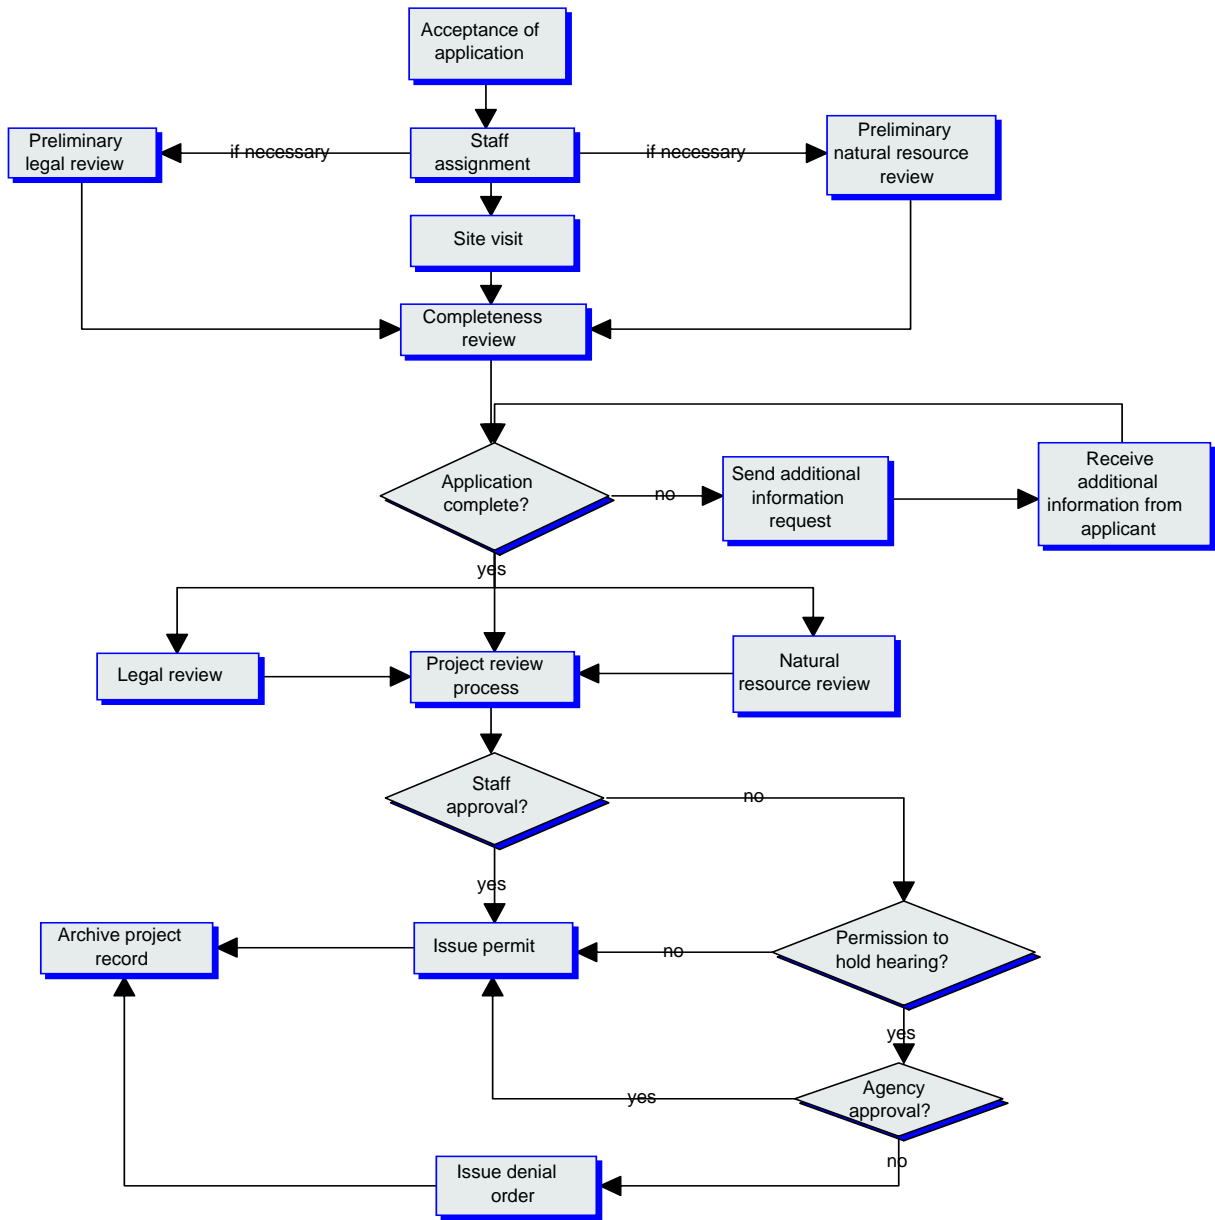 Acceptance of
application
Preliminary
legal review
if necessary
Staff
assignment
if necessary
Preliminary
natural resource
review
Site visit
Completeness
review
Application
complete?
no
Send additional
information
request
Receive
additional
information from
applicant
yes
Legal review
Project review
process
Natural
resource review
Staff
approval?
no
yes
Archive project
record
Issue permit
no
Permission to
hold hearing?
yes
Agency
approval?
yes
no
Issue denial
order